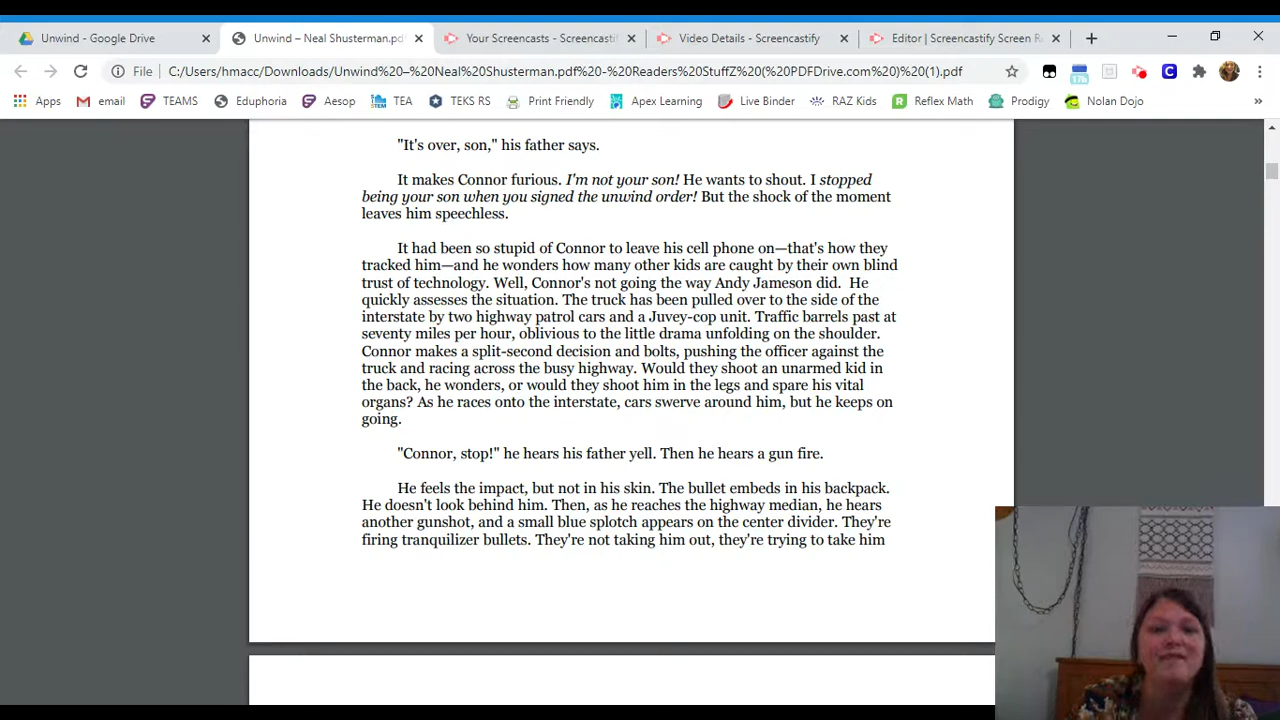 Unwind - Google Drive
Unwind – Neal Shusterman.pd
Your Screencasts - Screencastif
Video Details - Screencastify
Editor | Screencastify Screen R
File
C:/Users/hmacc/Downloads/Unwind%20–%20Neal%20Shusterman.pdf%20-%20Readers%20Stuff7%20(%20PDFDrive.com%20)%20(1).pdf
17h
Apps
email
TEAMS
Eduphoria
Aesop
TEA
TEKS RS
Print Friendly
Apex Learning
Live Binder
RAZ Kids
Reflex Math
Prodigy
Nolan Dojo
"It's over, son," his father says.
It makes Connor furious. I'm not your son! He wants to shout. I stopped
being your son when you signed the unwind order! But the shock of the moment
leaves him speechless.
It had been so stupid of Connor to leave his cell phone on—that's how they
tracked him—and he wonders how many other kids are caught by their own blind
trust of technology. Well, Connor's not going the way Andy Jameson did. He
quickly assesses the situation. The truck has been pulled over to the side of the
interstate by two highway patrol cars and a Juvey-cop unit. Traffic barrels past at
seventy miles per hour, oblivious to the little drama unfolding on the shoulder.
Connor makes a split-second decision and bolts, pushing the officer against the
truck and racing across the busy highway. Would they shoot an unarmed kid in
the back, he wonders, or would they shoot him in the legs and spare his vital
organs? As he races onto the interstate, cars swerve around him, but he keeps on
going.
"Connor, stop!" he hears his father yell. Then he hears a gun fire.
He feels the impact, but not in his skin. The bullet embeds in his backpack.
He doesn't look behind him. Then, as he reaches the highway median, he hears
another gunshot, and a small blue splotch appears on the center divider. They're
firing tranquilizer bullets. They're not taking him out, they're trying to take him